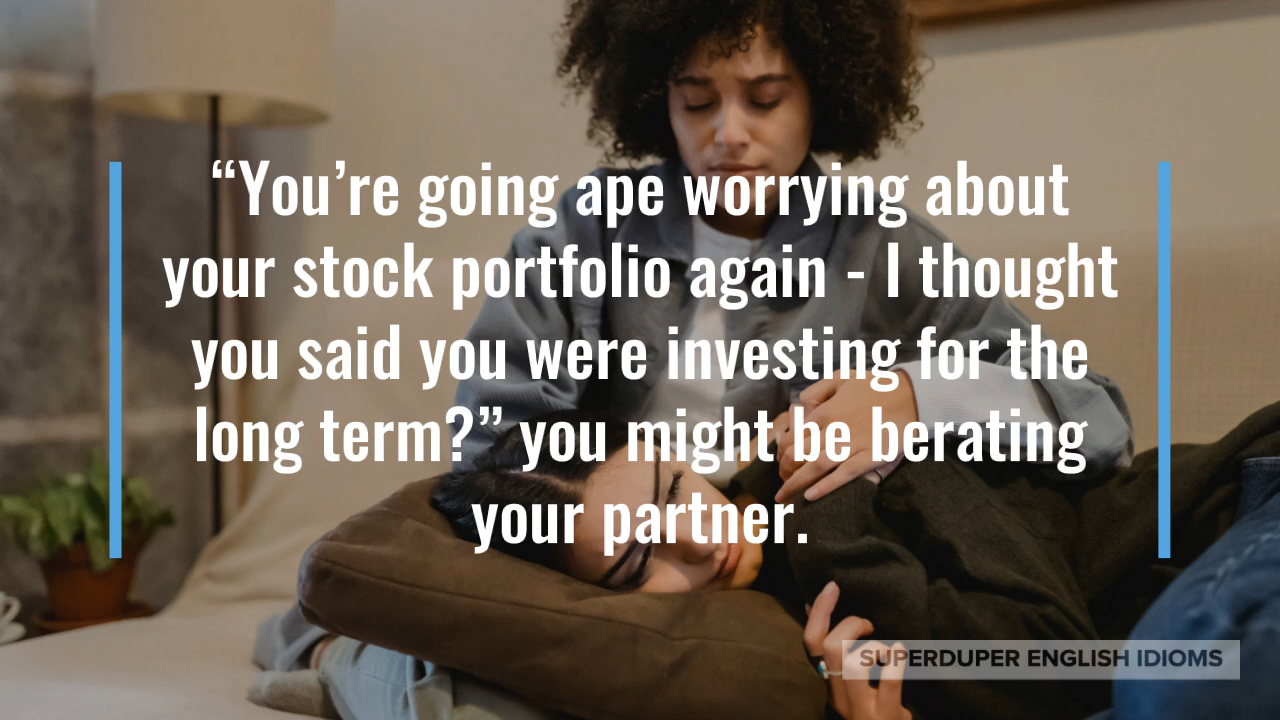 “You’re going ape worrying about
your stock portfolio again - I thought
you said you were investing for the
long term?” you might be berating
your partner.
SUPERDUPER ENGLISH IDIOMS